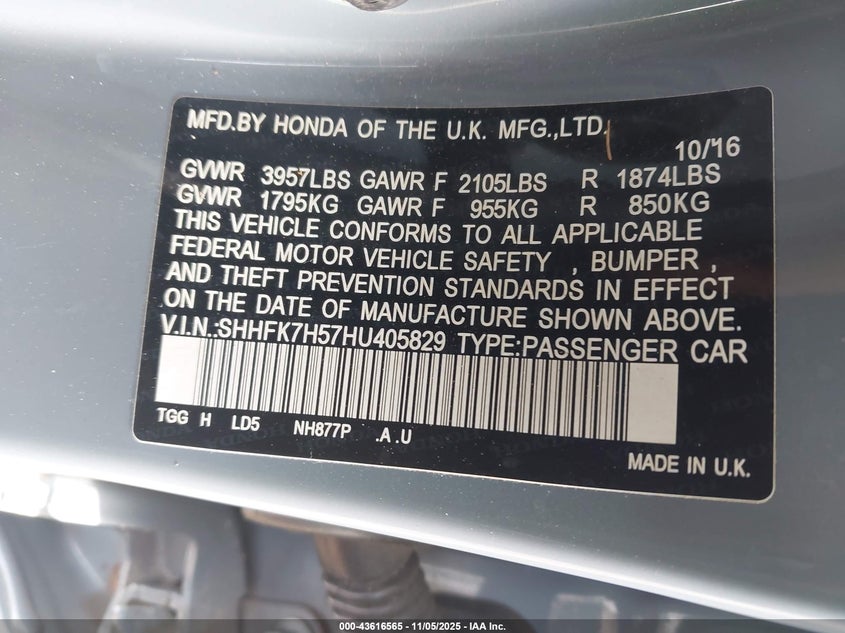 MFD.BY HONDA OF THE U.K. MFG.,LTD.
10/16
GVWR 3957LBS GAWR F 2105LBS R 1874LBS
GVWR 1795KG GAWR F 955KG R 850KG
THIS VEHICLE CONFORMS TO ALL APPLICABLE
FEDERAL MOTOR VEHICLE SAFETY , BUMPER ,
AND THEFT PREVENTION STANDARDS IN EFFECT
ON THE DATE OF MANUFACTURE SHOWN ABOVE.
V.I.N.:SHHFK7H57HU405829 TYPE:PASSENGER CAR
TGG H LD5 NH877P .A.U
MADE IN U.K.
000-43616565 - 11/05/2025 - IAA Inc.